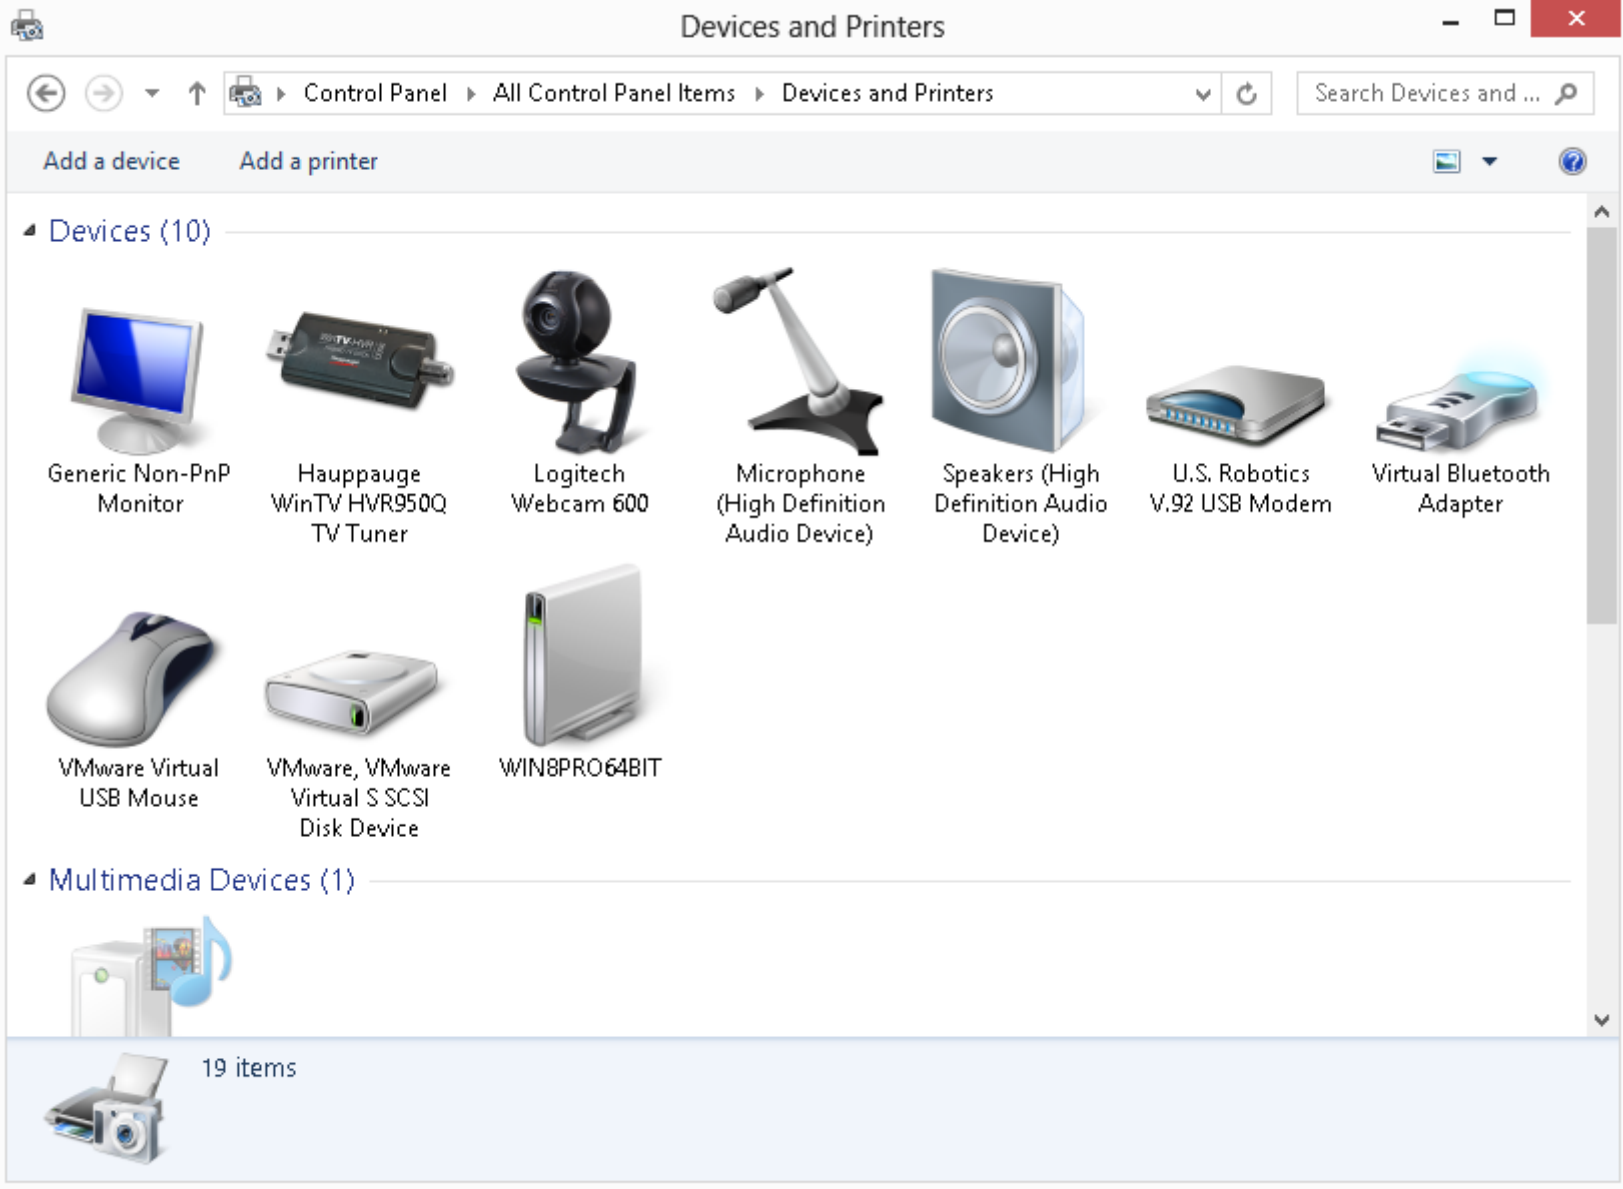 Devices and Printers
Control Panel All Control Panel Items Devices and Printers
Search Devices and ...
Add a device Add a printer
Devices (10)
Generic Non-PnP
Monitor
Hauppauge
WinTV HVR950Q
TV Tuner
Logitech
Webcam 600
Microphone
(High Definition
Audio Device)
Speakers (High
Definition Audio
Device)
U.S. Robotics
V.92 USB Modem
Virtual Bluetooth
Adapter
VMware Virtual
USB Mouse
VMware, VMware
Virtual S SCSI
Disk Device
WIN8PRO64BIT
Multimedia Devices (1)
19 items